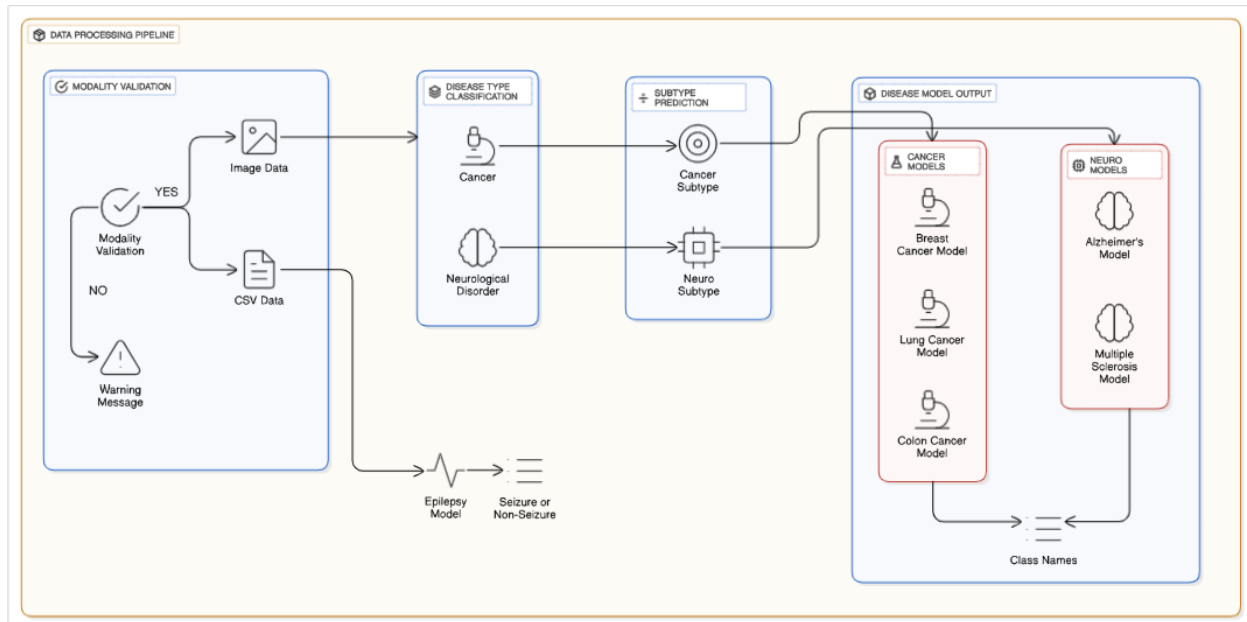 DATA PROCESSING PIPELINE
MODALITY VALIDATION
Image Data
YES
Modality
Validation
CSV Data
NO
Warning
Message
DISEASE TYPE
CLASSIFICATION
Cancer
Neurological
Disorder
SUBTYPE
PREDICTION
Cancer
Subtype
Neuro
Subtype
DISEASE MODEL OUTPUT
CANCER
MODELS
Breast
Cancer Model
Lung Cancer
Model
Colon Cancer
Model
NEURO
MODELS
Alzheimer's
Model
Multiple
Sclerosis
Model
Class Names
Epilepsy
Model
Seizure or
Non-Seizure